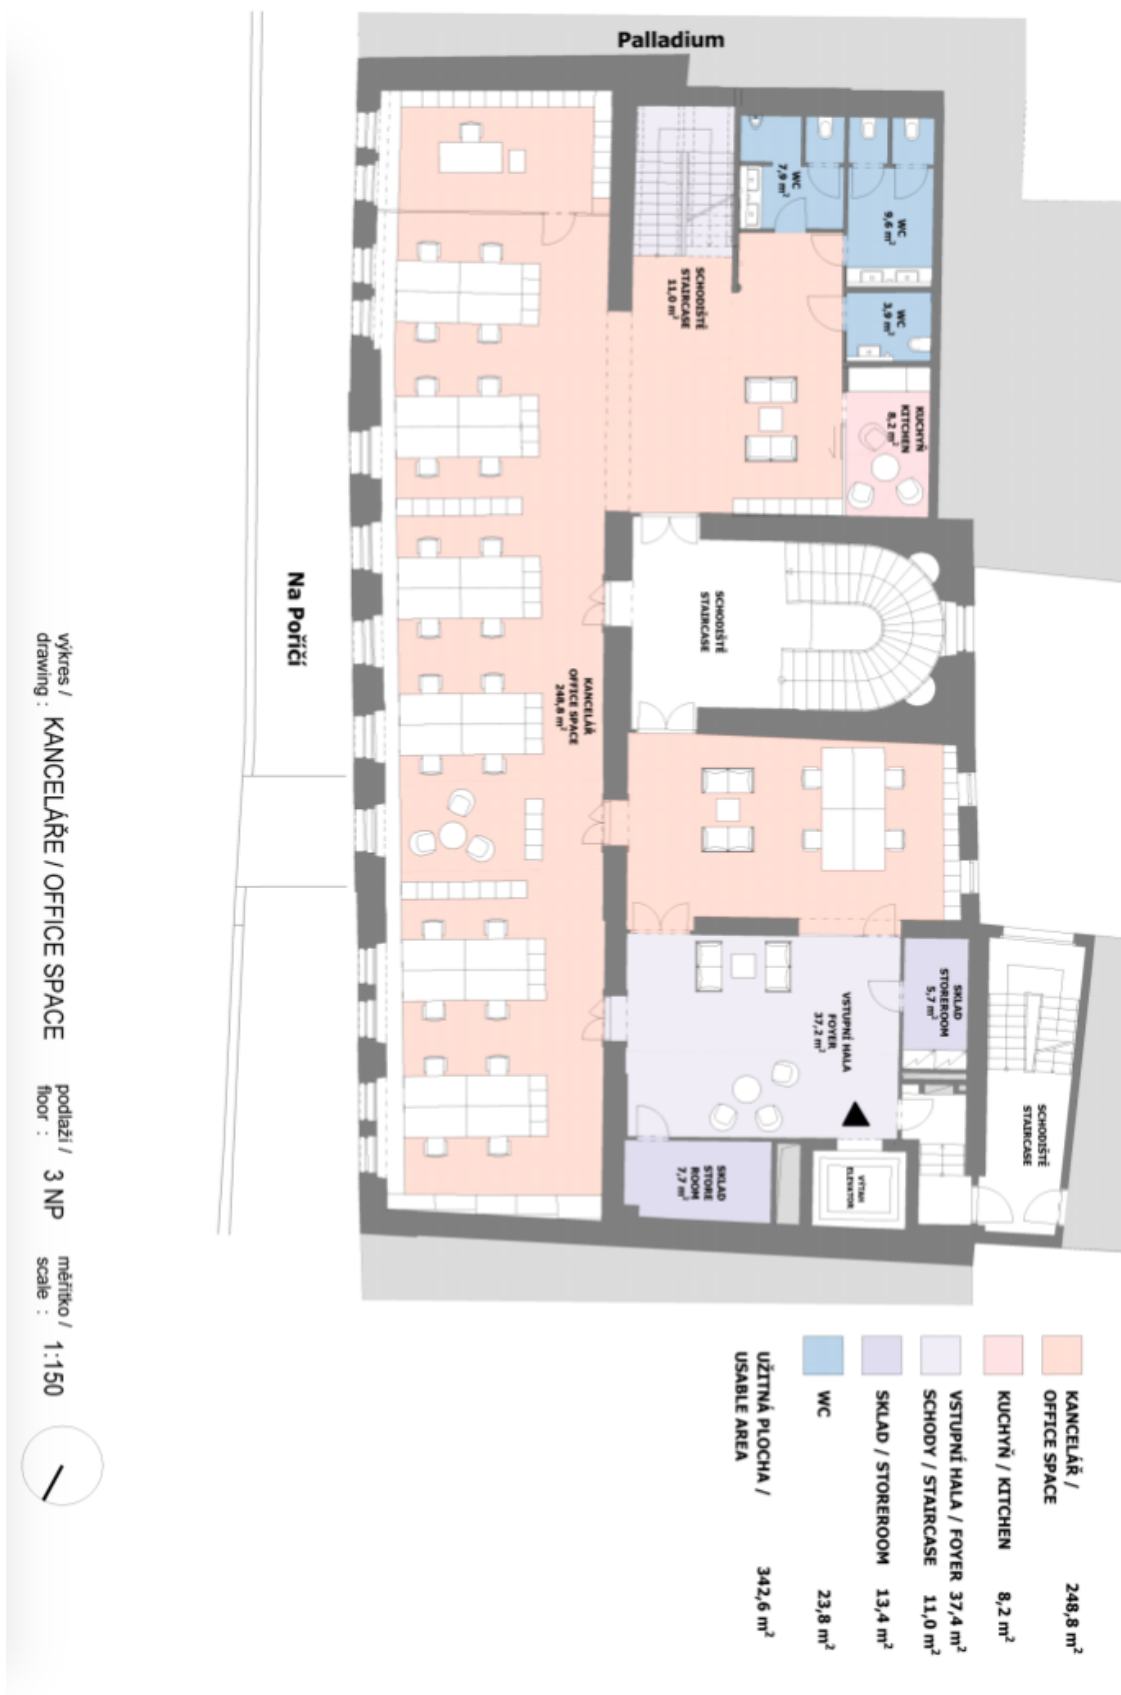 Palladium
WC
7,9 m²
WC
9,6 m²
WC
3,9 m²
SCHODIŠTĚ
STAIRCASE
11,0 m²
KUCHYŇ
KITCHEN
8,2 m²
SCHODIŠTĚ
STAIRCASE
KANCELÁŘ
OFFICE SPACE
248,8 m²
VSTUPNÍ HALA
FOYER
37,2 m²
SKLAD
STOREROOM
5,7 m²
SCHODIŠTĚ
STAIRCASE
SKLAD
STORE
ROOM
7,7 m²
VÝTAH
ELEVATOR
Na Poříčí
KANCELÁŘ /
OFFICE SPACE 248,8 m²
KUCHYŇ / KITCHEN 8,2 m²
VSTUPNÍ HALA / FOYER 37,4 m²
SCHODY / STAIRCASE 11,0 m²
SKLAD / STOREROOM 13,4 m²
WC 23,8 m²
UŽITNÁ PLOCHA / 342,6 m²
USABLE AREA
výkres /
drawing : KANCELÁŘE / OFFICE SPACE
podlaží /
floor : 3 NP
měřítko /
scale : 1:150